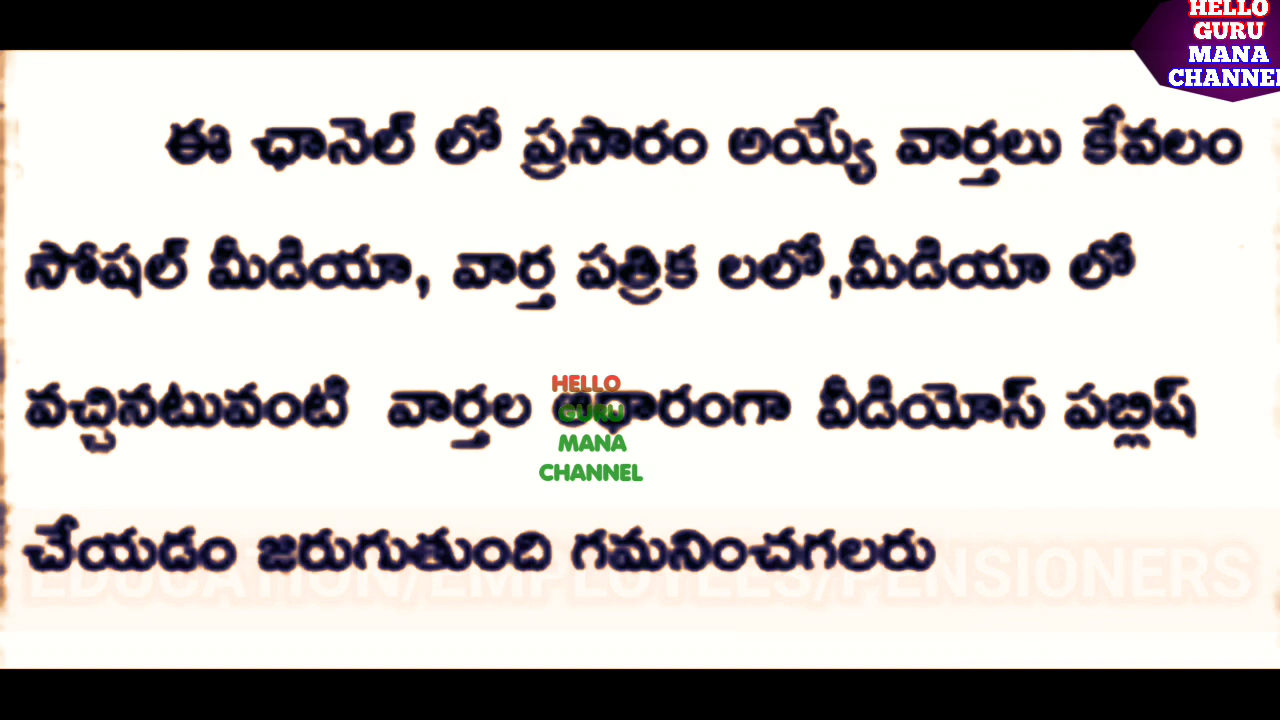 HELLO
GURU
MANA
CHANNEL
ఈ ఛానెల్ లో ప్రసారం అయ్యే వార్తలు కేవలం
సోషల్ మీడియా, వార్త పత్రిక లలో,మీడియా లో
వచ్చినటువంటి వార్తల ఆధారంగా వీడియోస్ పబ్లిష్
HELLO
GURU
MANA
CHANNEL
చేయడం జరుగుతుంది గమనించగలరు
EDUCATION/EMPLOYEES/PENSIONERS